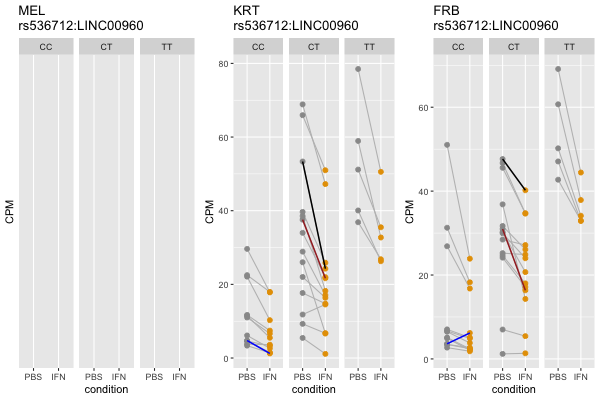 MEL
rs536712:LINC00960
CC CT TT
CPM
PBS IFN PBS IFN PBS IFN
condition
KRT
rs536712:LINC00960
CC CT TT
80
60
40
20
0
CPM
PBS IFN PBS IFN PBS IFN
condition
FRB
rs536712:LINC00960
CC CT TT
60
40
20
0
CPM
PBS IFN PBS IFN PBS IFN
condition